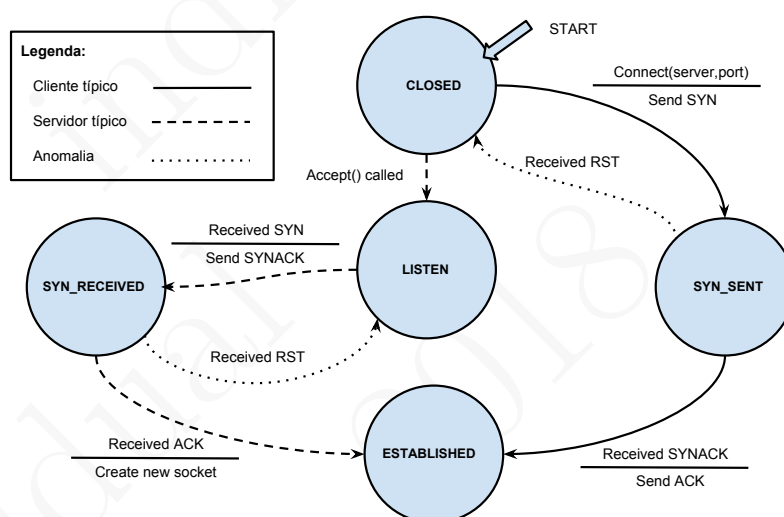 START
Legenda:
Cliente típico
Servidor típico
Anomalia
CLOSED
Connect(server,port)
Send SYN
Received RST
Accept() called
Received SYN
Send SYNACK
LISTEN
SYN_RECEIVED
SYN_SENT
Received RST
Received ACK
Create new socket
ESTABLISHED
Received SYNACK
Send ACK
2018